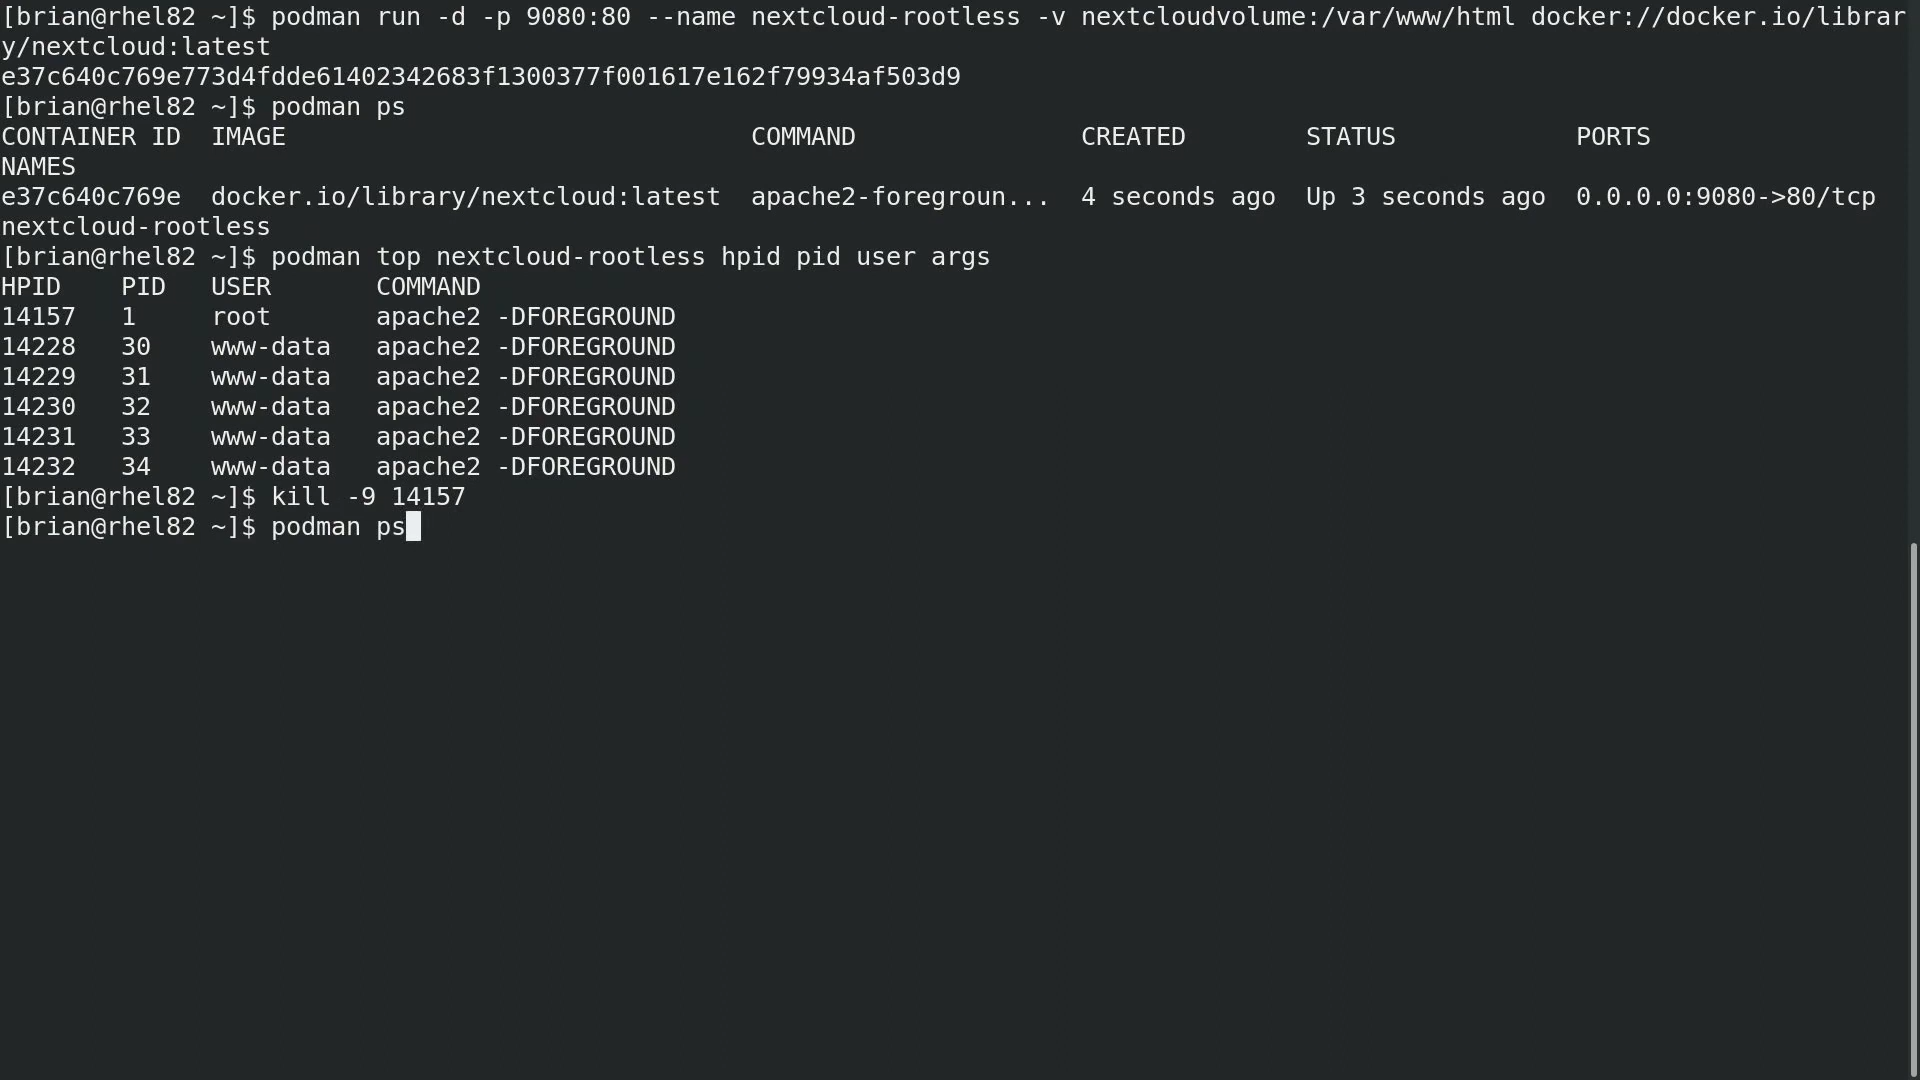 [brian@rhel82 ~]$ podman run -d -p 9080:80 --name nextcloud-rootless -v nextcloudvolume:/var/www/html docker://docker.io/librar
y/nextcloud:latest
e37c640c769e773d4fdde61402342683f1300377f001617e162f79934af503d9
[brian@rhel82 ~]$ podman ps
CONTAINER ID  IMAGE                               COMMAND               CREATED        STATUS            PORTS
NAMES
e37c640c769e  docker.io/library/nextcloud:latest  apache2-foregroun...  4 seconds ago  Up 3 seconds ago  0.0.0.0:9080->80/tcp
nextcloud-rootless
[brian@rhel82 ~]$ podman top nextcloud-rootless hpid pid user args
HPID    PID   USER       COMMAND
14157   1     root       apache2 -DFOREGROUND
14228   30    www-data   apache2 -DFOREGROUND
14229   31    www-data   apache2 -DFOREGROUND
14230   32    www-data   apache2 -DFOREGROUND
14231   33    www-data   apache2 -DFOREGROUND
14232   34    www-data   apache2 -DFOREGROUND
[brian@rhel82 ~]$ kill -9 14157
[brian@rhel82 ~]$ podman ps